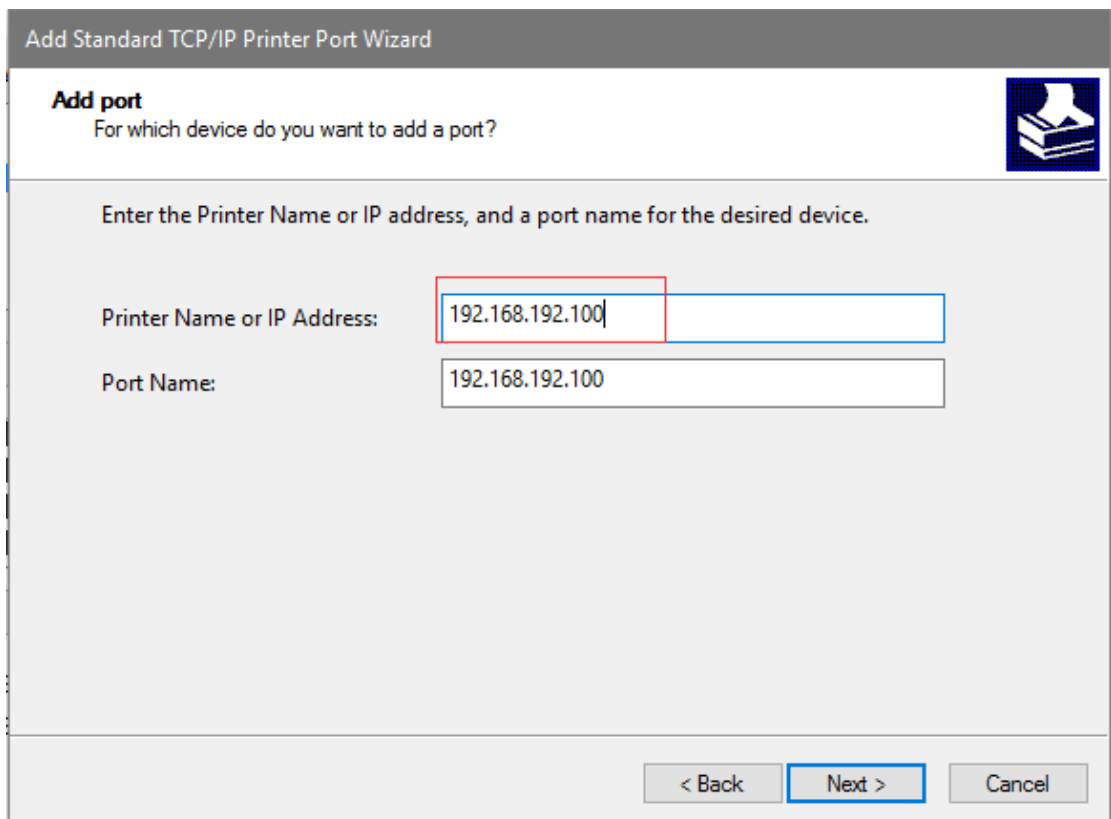 Add Standard TCP/IP Printer Port Wizard
Add port
For which device do you want to add a port?
Enter the Printer Name or IP address, and a port name for the desired device.
Printer Name or IP Address: 192.168.192.100
Port Name: 192.168.192.100
< Back Next > Cancel